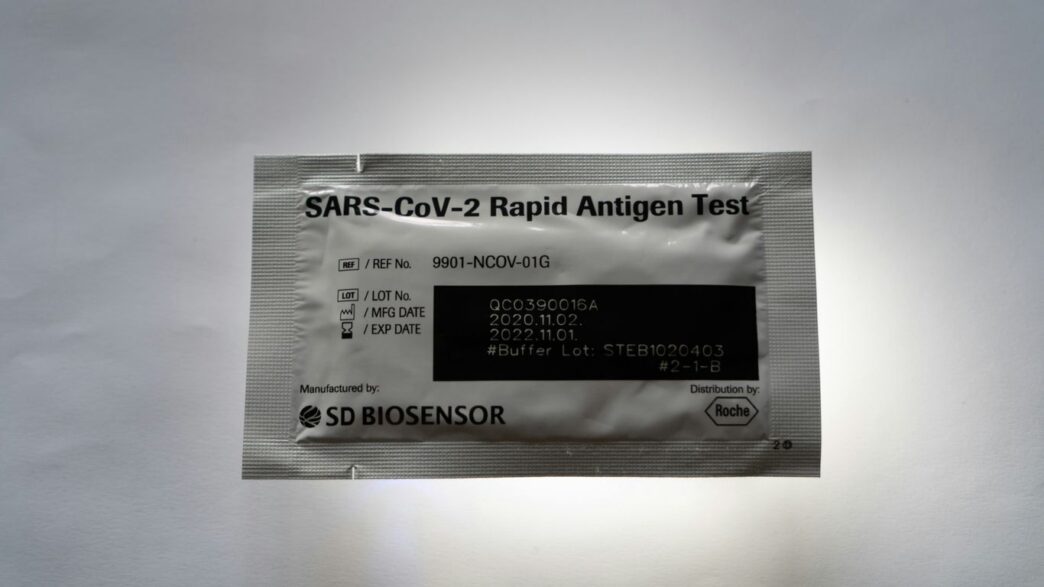 SARS-CoV-2 Rapid Antigen Test
REF / REF No. 9901-NCOV-01G
LOT / LOT No. QC0390016A
/ MFG DATE 2020.11.02.
/ EXP DATE 2022.11.01.
#Buffer Lot: STEB1020403
#2-1-B
Manufactured by:
SD BIOSENSOR
Distribution by:
Roche
2